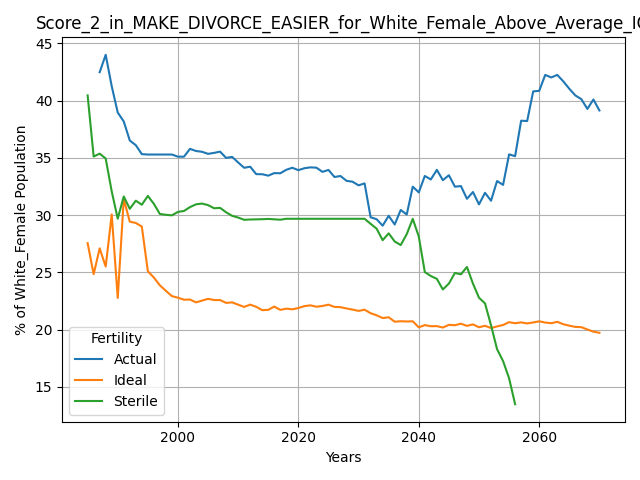 Score_2_in_MAKE_DIVORCE_EASIER_for_White_Female_Above_Average_IQ
45
40
35
30
25
20
15
% of White_Female Population
Fertility
Actual
Ideal
Sterile
2000 2020 2040 2060
Years